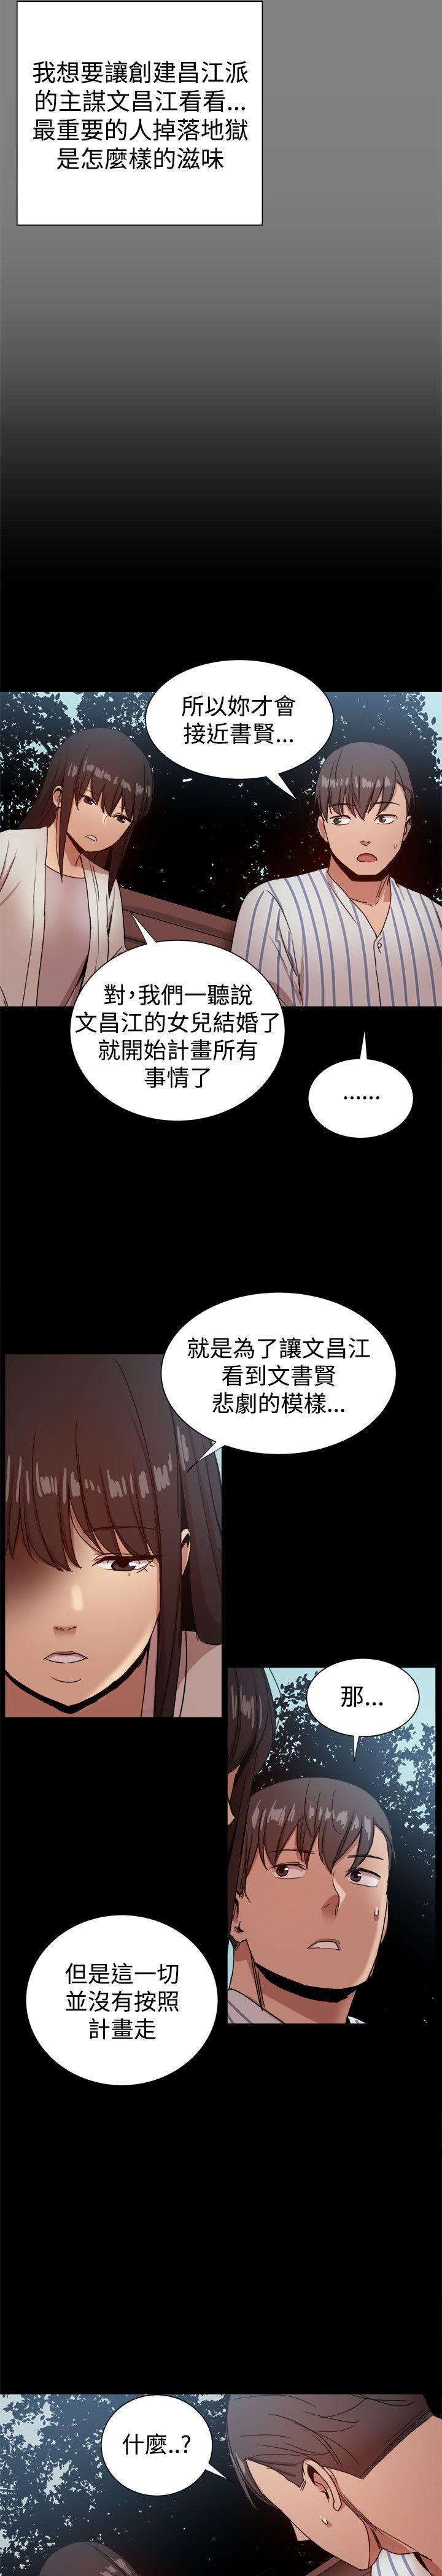 我想要讓創建昌江派
的主謀文昌江看看...
最重要的人掉落地獄
是怎麼樣的滋味
所以妳才會
接近書賢...
對,我們一聽說
文昌江的女兒結婚了
就開始計畫所有
事情了
......
就是為了讓文昌江
看到文書賢
悲劇的模樣...
那...
但是這一切
並沒有按照
計畫走
什麼..?